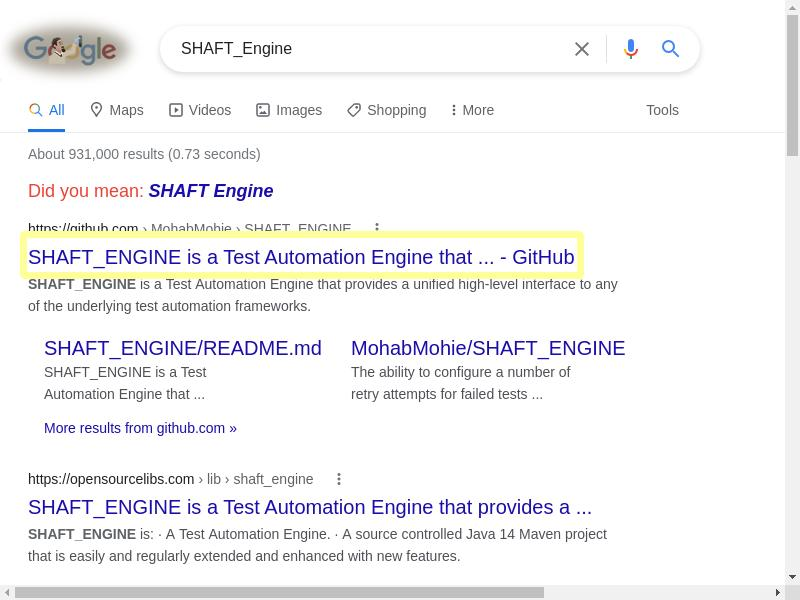 Google
SHAFT_Engine
All Maps Videos Images Shopping More Tools
About 931,000 results (0.73 seconds)
Did you mean: SHAFT Engine
https://github.com › MohabMohie › SHAFT_ENGINE
SHAFT_ENGINE is a Test Automation Engine that ... - GitHub
SHAFT_ENGINE is a Test Automation Engine that provides a unified high-level interface to any
of the underlying test automation frameworks.
SHAFT_ENGINE/README.md
SHAFT_ENGINE is a Test
Automation Engine that ...
MohabMohie/SHAFT_ENGINE
The ability to configure a number of
retry attempts for failed tests ...
More results from github.com »
https://opensourcelibs.com › lib › shaft_engine
SHAFT_ENGINE is a Test Automation Engine that provides a ...
SHAFT_ENGINE is: · A Test Automation Engine. · A source controlled Java 14 Maven project
that is easily and regularly extended and enhanced with new features.